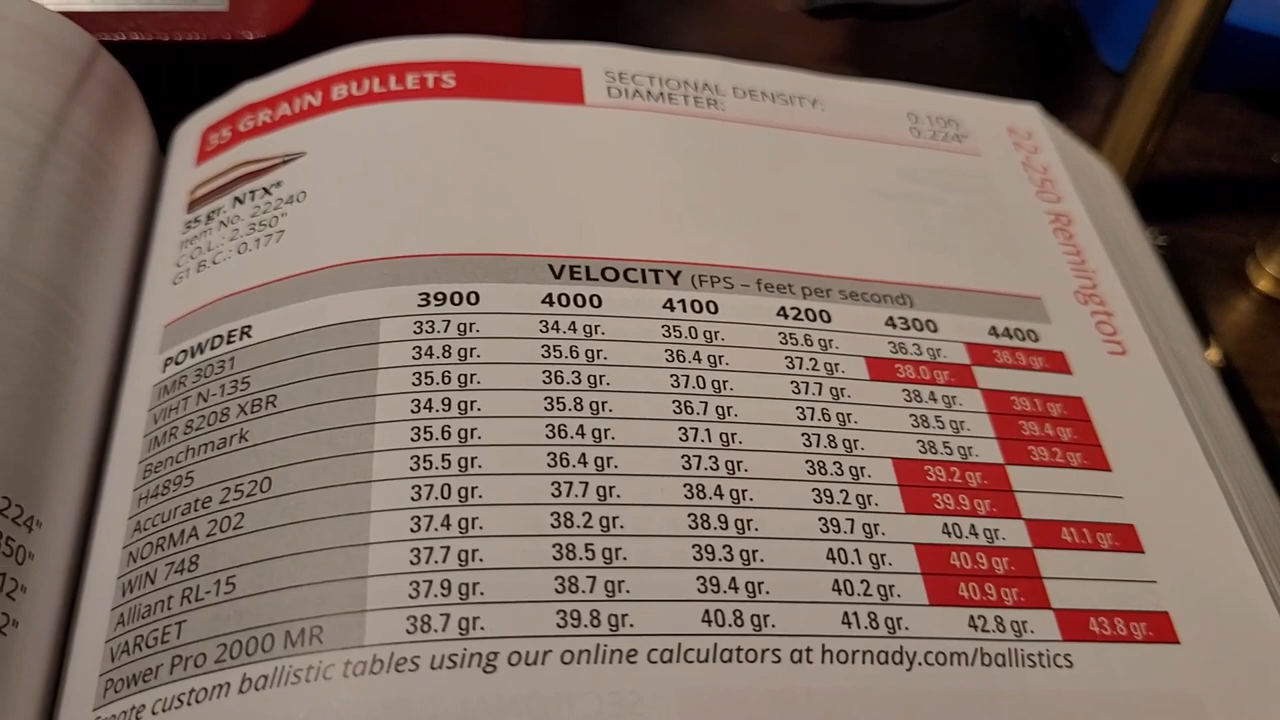 35 GRAIN BULLETS
SECTIONAL DENSITY: 0.100
DIAMETER: 0.224"
22-250 Remington
35 gr. NTX®
Item No. 22240
C.O.L.: 2.350"
G1 B.C.: 0.177
VELOCITY (FPS – feet per second)
POWDER 3900 4000 4100 4200 4300 4400
IMR 3031 33.7 gr. 34.4 gr. 35.0 gr. 35.6 gr. 36.3 gr. 36.9 gr.
VIHT N-135 34.8 gr. 35.6 gr. 36.4 gr. 37.2 gr. 38.0 gr.
IMR 8208 XBR 35.6 gr. 36.3 gr. 37.0 gr. 37.7 gr. 38.4 gr. 39.1 gr.
Benchmark 34.9 gr. 35.8 gr. 36.7 gr. 37.6 gr. 38.5 gr. 39.4 gr.
H4895 35.6 gr. 36.4 gr. 37.1 gr. 37.8 gr. 38.5 gr. 39.2 gr.
Accurate 2520 35.5 gr. 36.4 gr. 37.3 gr. 38.3 gr. 39.2 gr.
NORMA 202 37.0 gr. 37.7 gr. 38.4 gr. 39.2 gr. 39.9 gr.
WIN 748 37.4 gr. 38.2 gr. 38.9 gr. 39.7 gr. 40.4 gr. 41.1 gr.
Alliant RL-15 37.7 gr. 38.5 gr. 39.3 gr. 40.1 gr. 40.9 gr.
VARGET 37.9 gr. 38.7 gr. 39.4 gr. 40.2 gr. 40.9 gr.
Power Pro 2000 MR 38.7 gr. 39.8 gr. 40.8 gr. 41.8 gr. 42.8 gr. 43.8 gr.
custom ballistic tables using our online calculators at hornady.com/ballistics